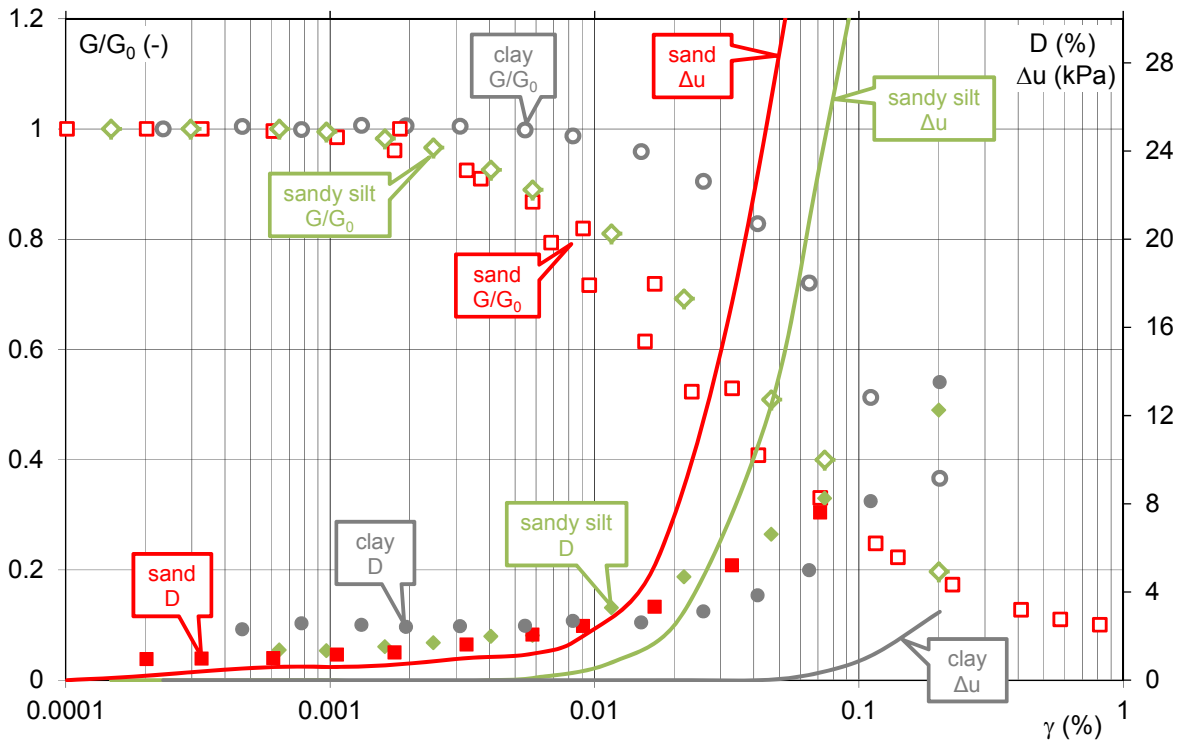 1.2
G/G₀ (-)
clay
G/G₀
sand
Δu
D (%)
Δu (kPa)
28
sandy silt
Δu
1
24
sandy silt
G/G₀
0.8
20
sand
G/G₀
0.6
16
12
0.4
8
sandy silt
D
clay
D
sand
D
0.2
4
clay
Δu
0
0
0.0001
0.001
0.01
0.1
1
γ (%)